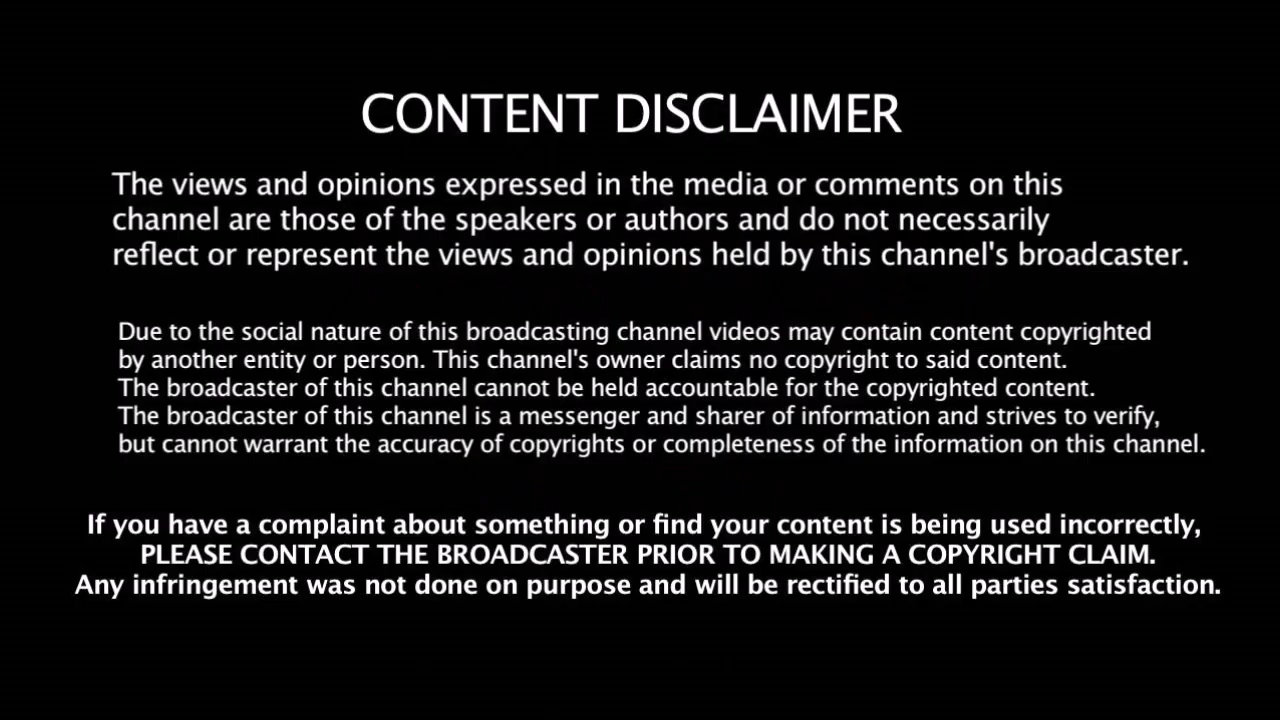 CONTENT DISCLAIMER
The views and opinions expressed in the media or comments on this
channel are those of the speakers or authors and do not necessarily
reflect or represent the views and opinions held by this channel's broadcaster.
Due to the social nature of this broadcasting channel videos may contain content copyrighted
by another entity or person. This channel's owner claims no copyright to said content.
The broadcaster of this channel cannot be held accountable for the copyrighted content.
The broadcaster of this channel is a messenger and sharer of information and strives to verify,
but cannot warrant the accuracy of copyrights or completeness of the information on this channel.
If you have a complaint about something or find your content is being used incorrectly,
PLEASE CONTACT THE BROADCASTER PRIOR TO MAKING A COPYRIGHT CLAIM.
Any infringement was not done on purpose and will be rectified to all parties satisfaction.